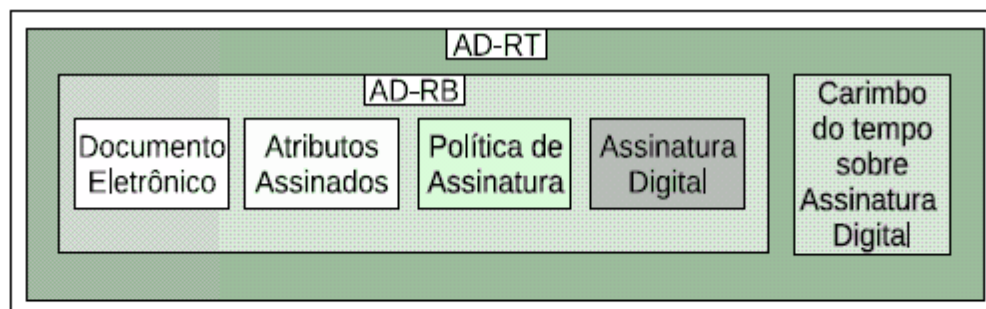 AD-RT
AD-RB
Documento
Eletrônico
Atributos
Assinados
Política de
Assinatura
Assinatura
Digital
Carimbo
do tempo
sobre
Assinatura
Digital